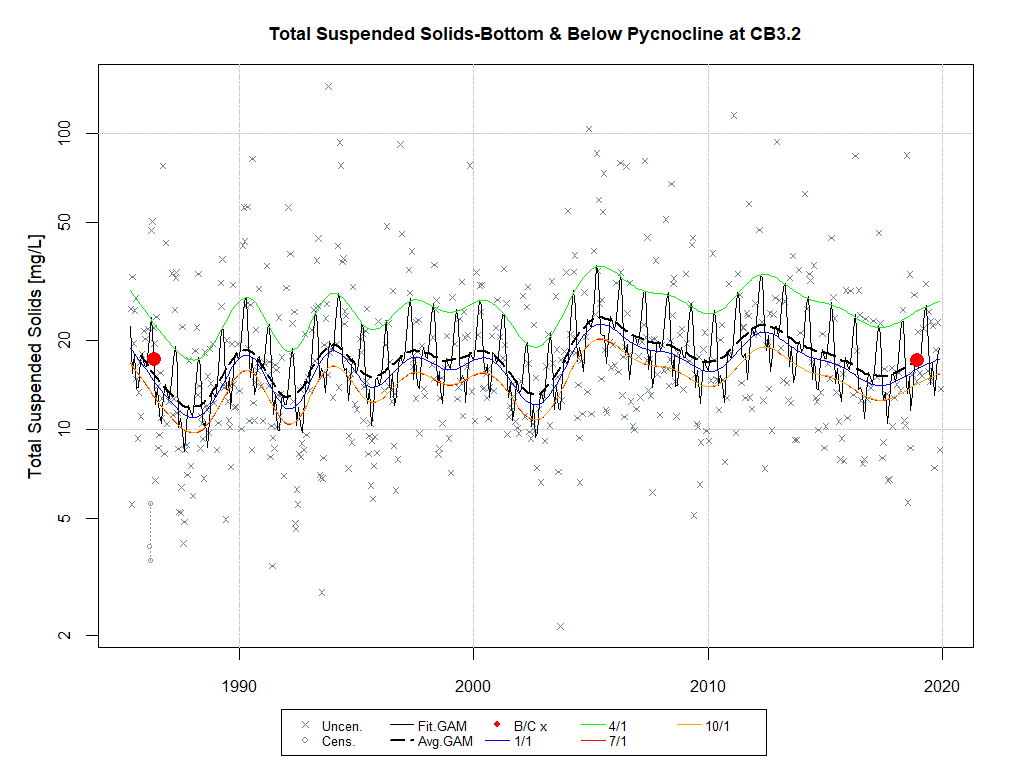 Total Suspended Solids-Bottom & Below Pycnocline at CB3.2
Total Suspended Solids [mg/L]
100
50
20
10
5
2
1990
2000
2010
2020
Uncen.
Fit.GAM
B/C x
4/1
10/1
Cens.
Avg.GAM
1/1
7/1